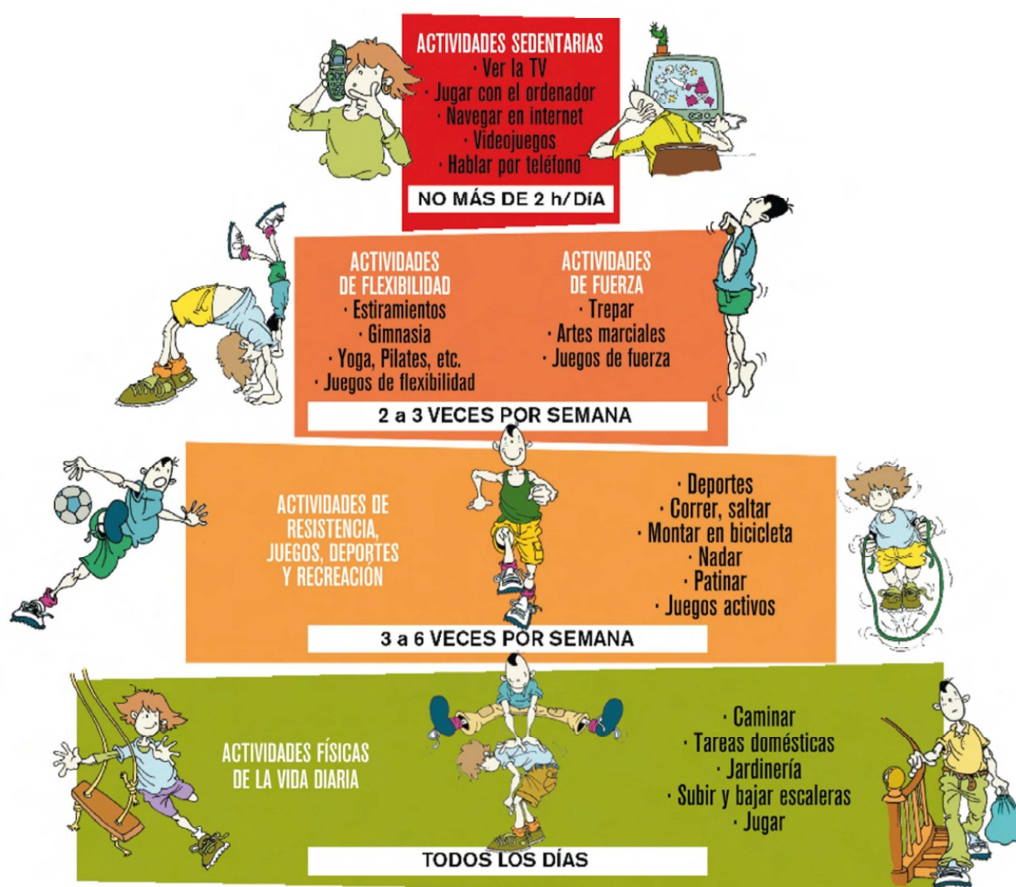 ACTIVIDADES SEDENTARIAS
· Ver la TV
· Jugar con el ordenador
· Navegar en internet
· Videojuegos
· Hablar por teléfono
NO MÁS DE 2 h/DíA
ACTIVIDADES
DE FLEXIBILIDAD
· Estiramientos
· Gimnasia
· Yoga, Pilates, etc.
· Juegos de flexibilidad
ACTIVIDADES
DE FUERZA
· Trepar
· Artes marciales
· Juegos de fuerza
2 a 3 VECES POR SEMANA
ACTIVIDADES DE
RESISTENCIA,
JUEGOS, DEPORTES
Y RECREACIÓN
· Deportes
· Correr, saltar
· Montar en bicicleta
· Nadar
· Patinar
· Juegos activos
3 a 6 VECES POR SEMANA
ACTIVIDADES FÍSICAS
DE LA VIDA DIARIA
· Caminar
· Tareas domésticas
· Jardinería
· Subir y bajar escaleras
· Jugar
TODOS LOS DÍAS